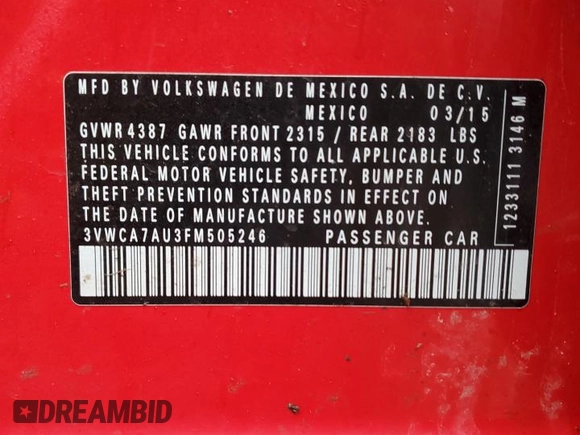 MFD BY VOLKSWAGEN DE MEXICO S.A. DE C.V.
MEXICO 03/15
GVWR 4387 GAWR FRONT 2315 / REAR 2183 LBS
THIS VEHICLE CONFORMS TO ALL APPLICABLE U.S.
FEDERAL MOTOR VEHICLE SAFETY, BUMPER AND
THEFT PREVENTION STANDARDS IN EFFECT ON
THE DATE OF MANUFACTURE SHOWN ABOVE.
3VWCA7AU3FM505246 PASSENGER CAR
1233111 3146 M
DREAMBID